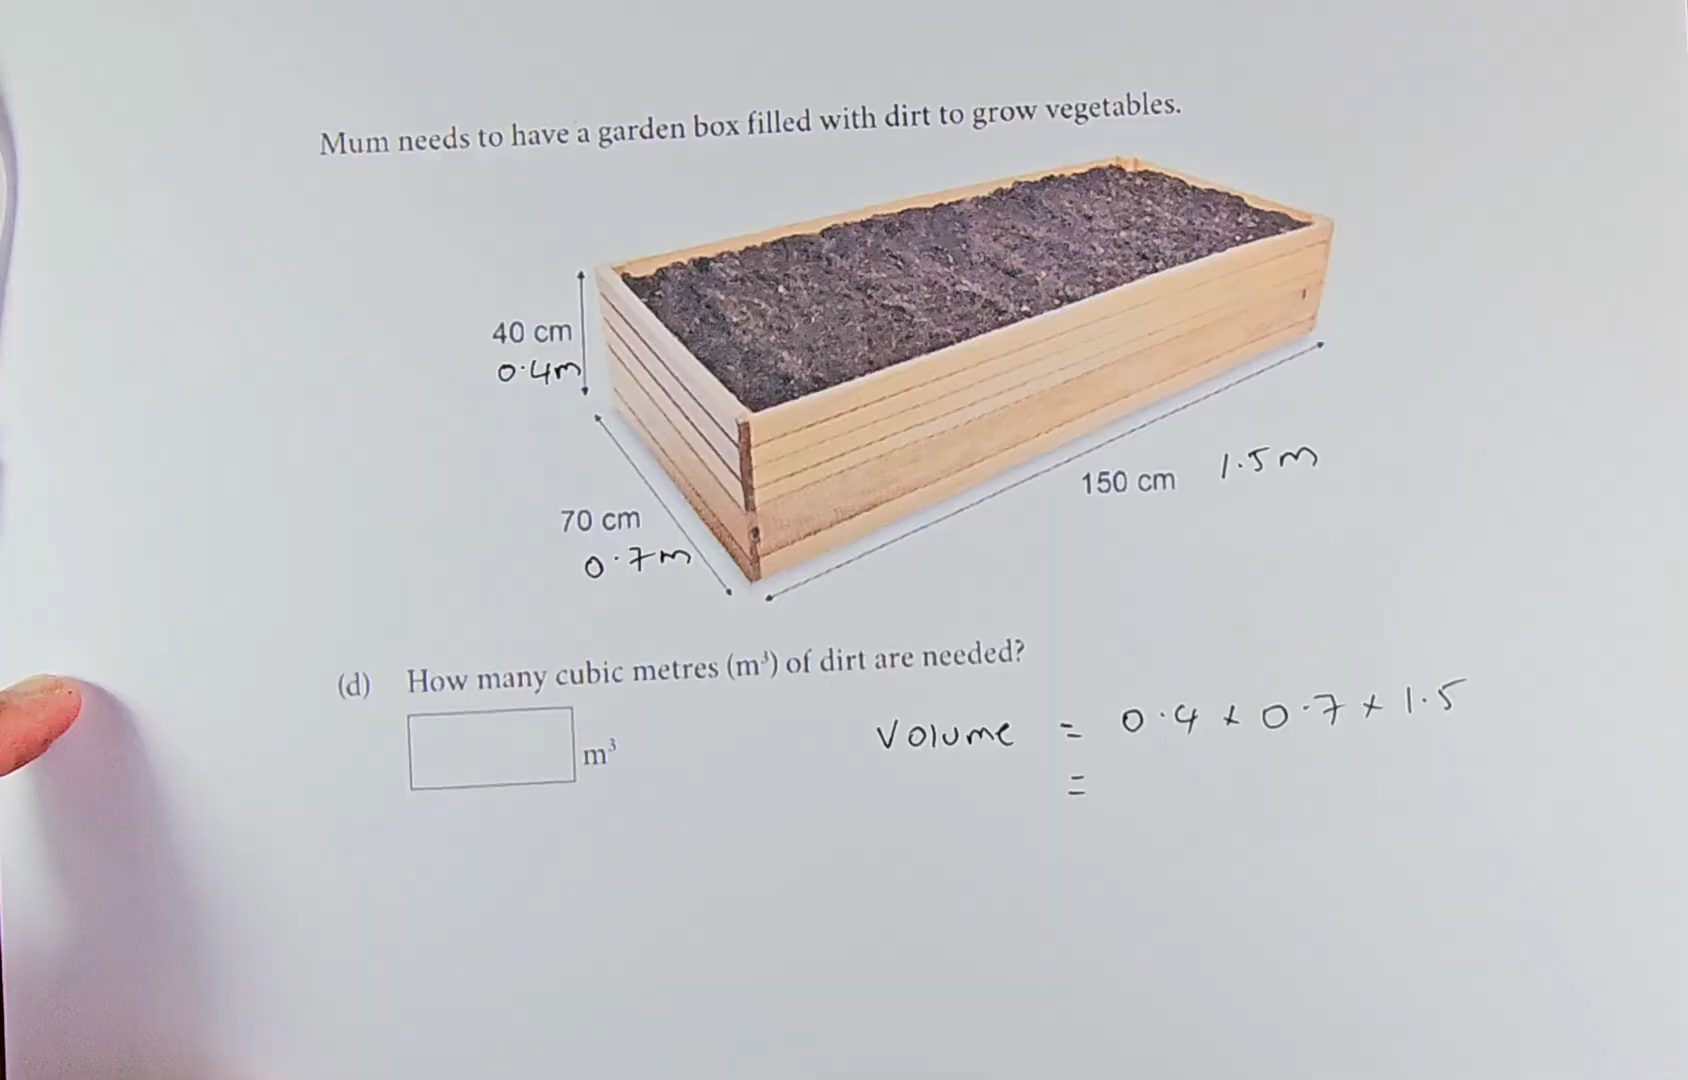 Mum needs to have a garden box filled with dirt to grow vegetables.
40 cm
0.4m
150 cm 1.5m
70 cm
0.7m
(d) How many cubic metres (m³) of dirt are needed?
m³
Volume = 0.4 x 0.7 x 1.5
=